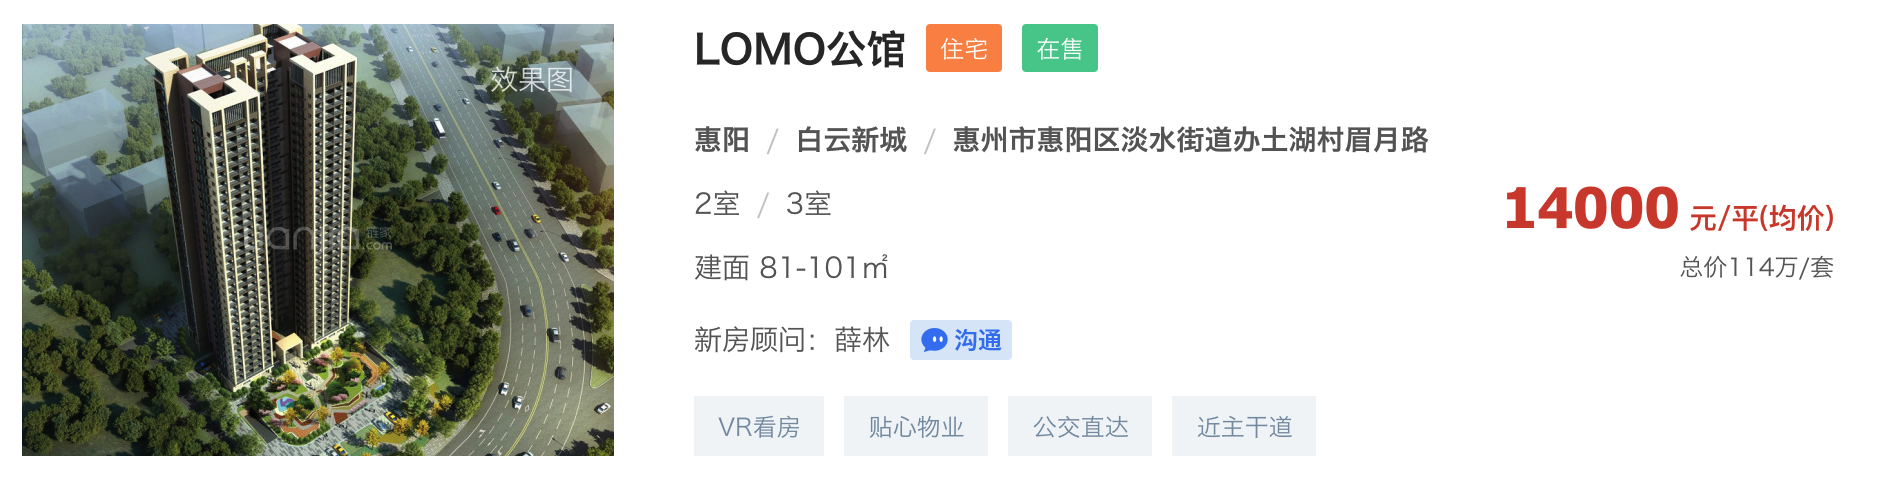 效果图
LOMO公馆 住宅 在售
惠阳 / 白云新城 / 惠州市惠阳区淡水街道办土湖村眉月路
2室 / 3室
14000 元/平(均价)
建面 81-101㎡
总价114万/套
新房顾问：薛林 沟通
VR看房 贴心物业 公交直达 近主干道